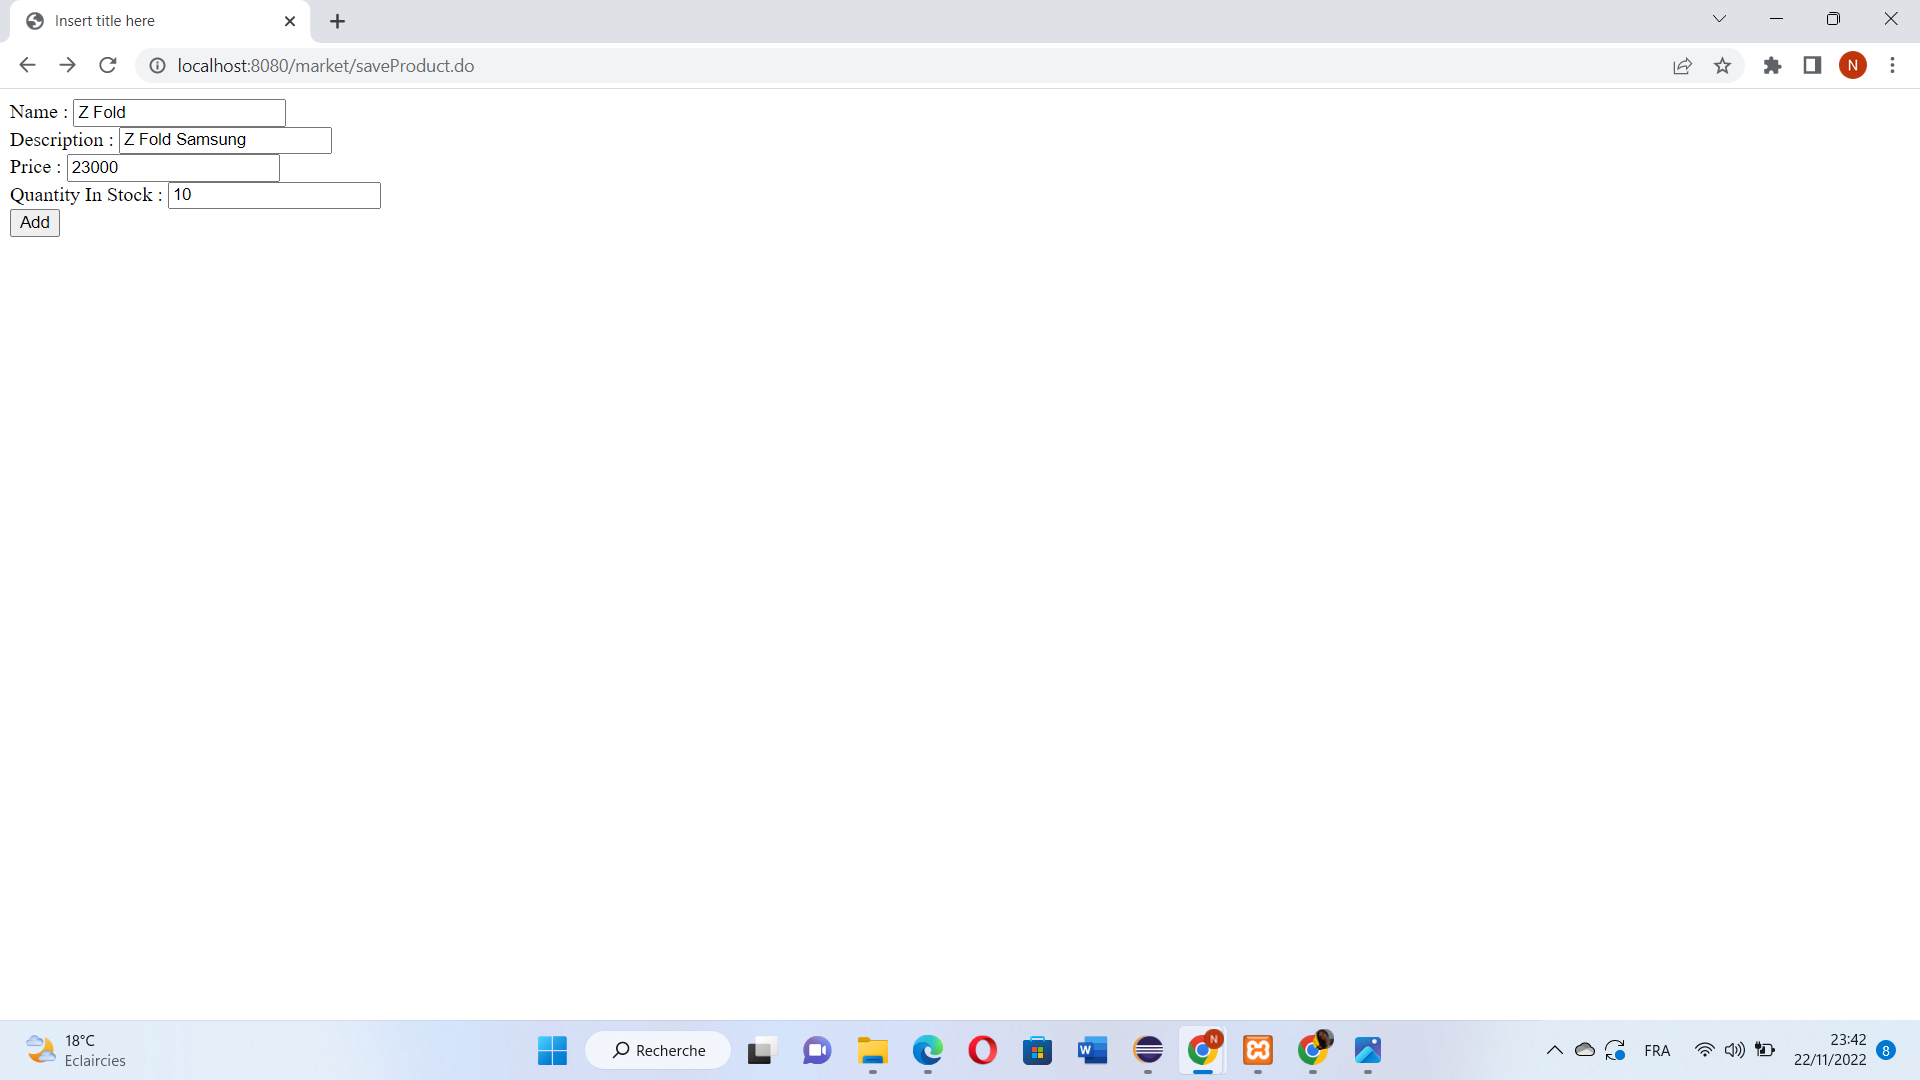 Insert title here
localhost:8080/market/saveProduct.do
N
Name : Z Fold
Description : Z Fold Samsung
Price : 23000
Quantity In Stock : 10
Add
18°C
Eclaircies
Recherche
W
N
FRA
23:42
22/11/2022
8